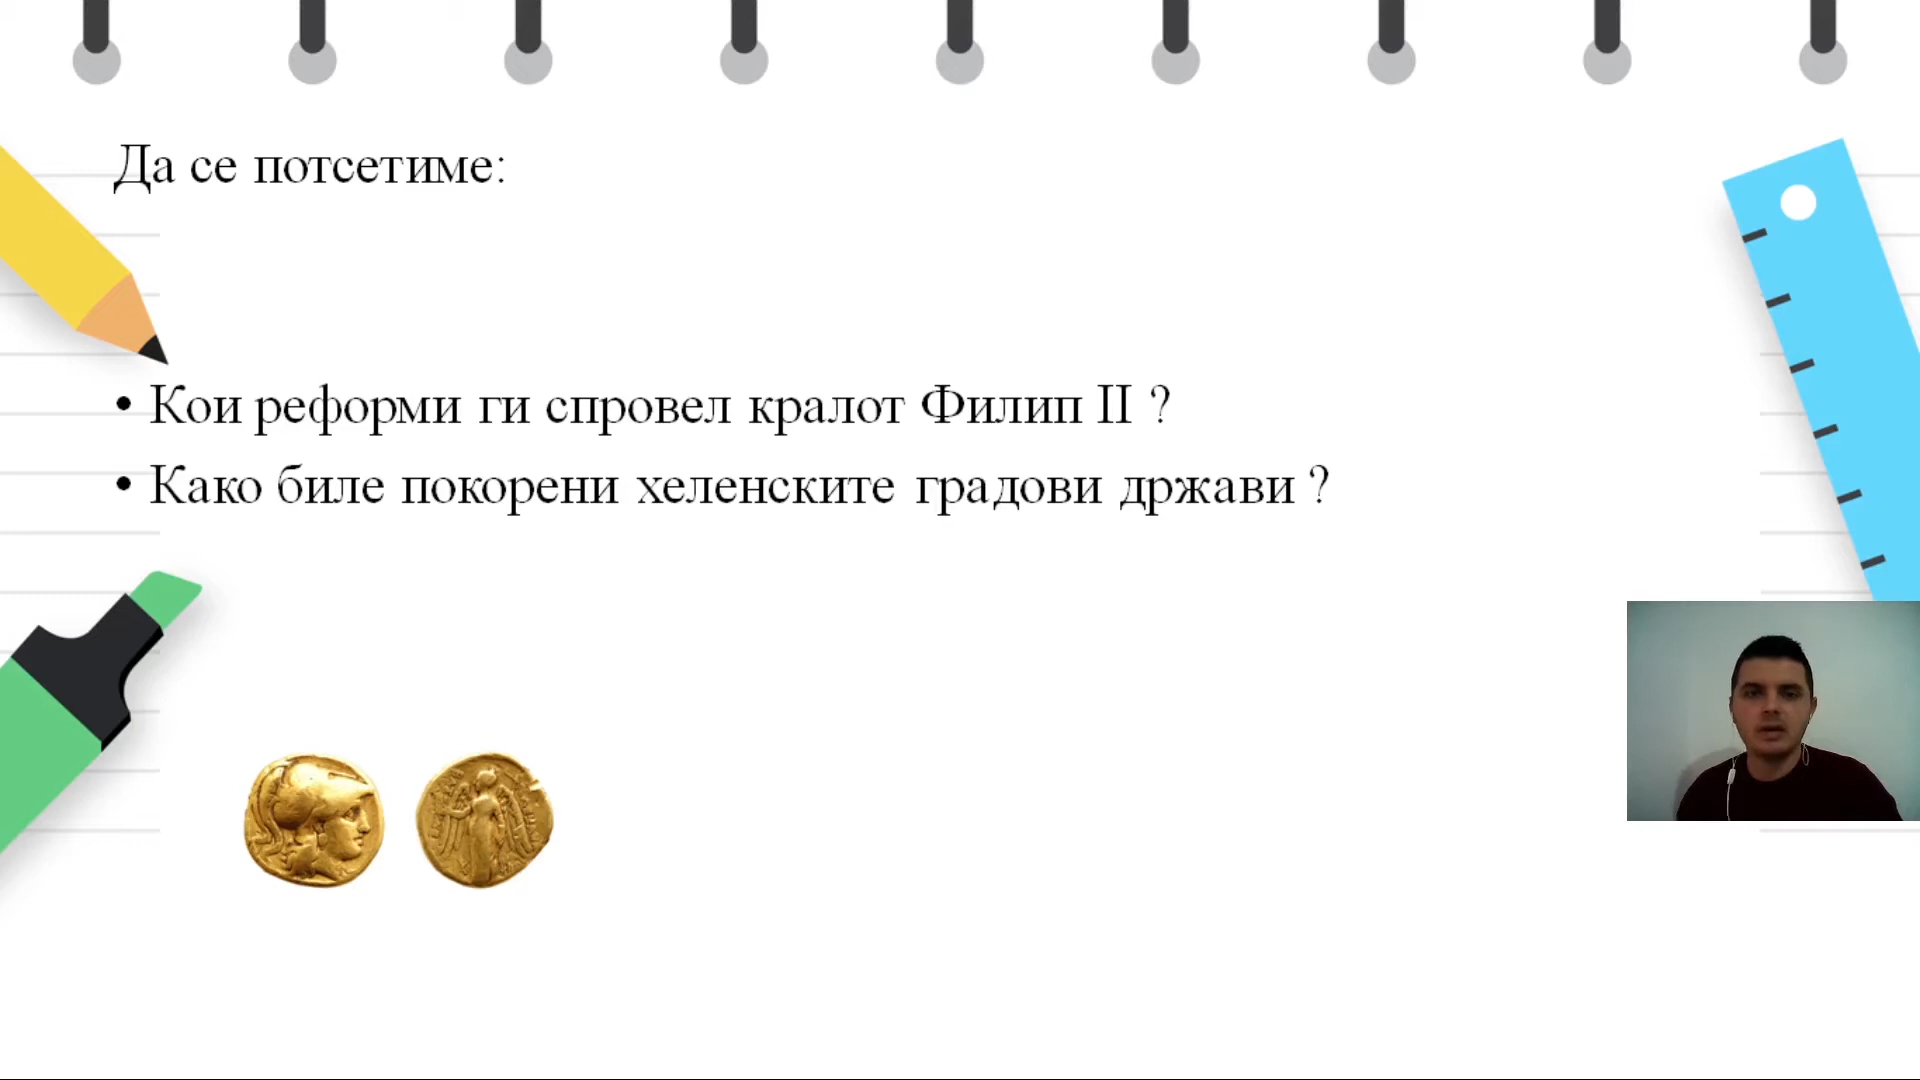 Да се потсетиме:
• Кои реформи ги спровел кралот Филип II ?
• Како биле покорени хеленските градови држави ?